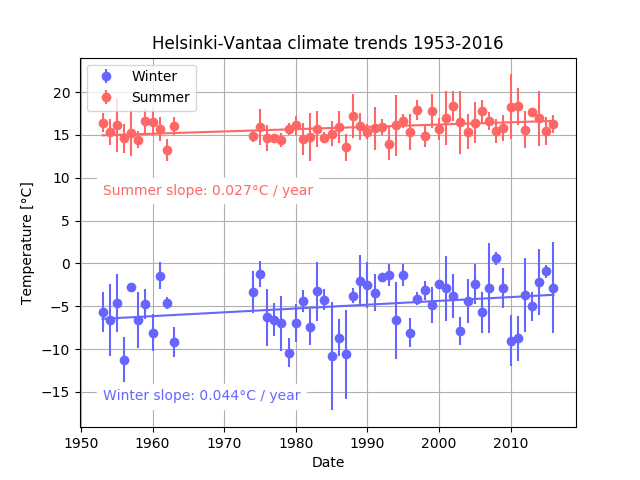 Helsinki-Vantaa climate trends 1953-2016
Winter
Summer
20
15
10
5
0
−5
−10
−15
Temperature [°C]
Summer slope: 0.027°C / year
Winter slope: 0.044°C / year
1950 1960 1970 1980 1990 2000 2010
Date